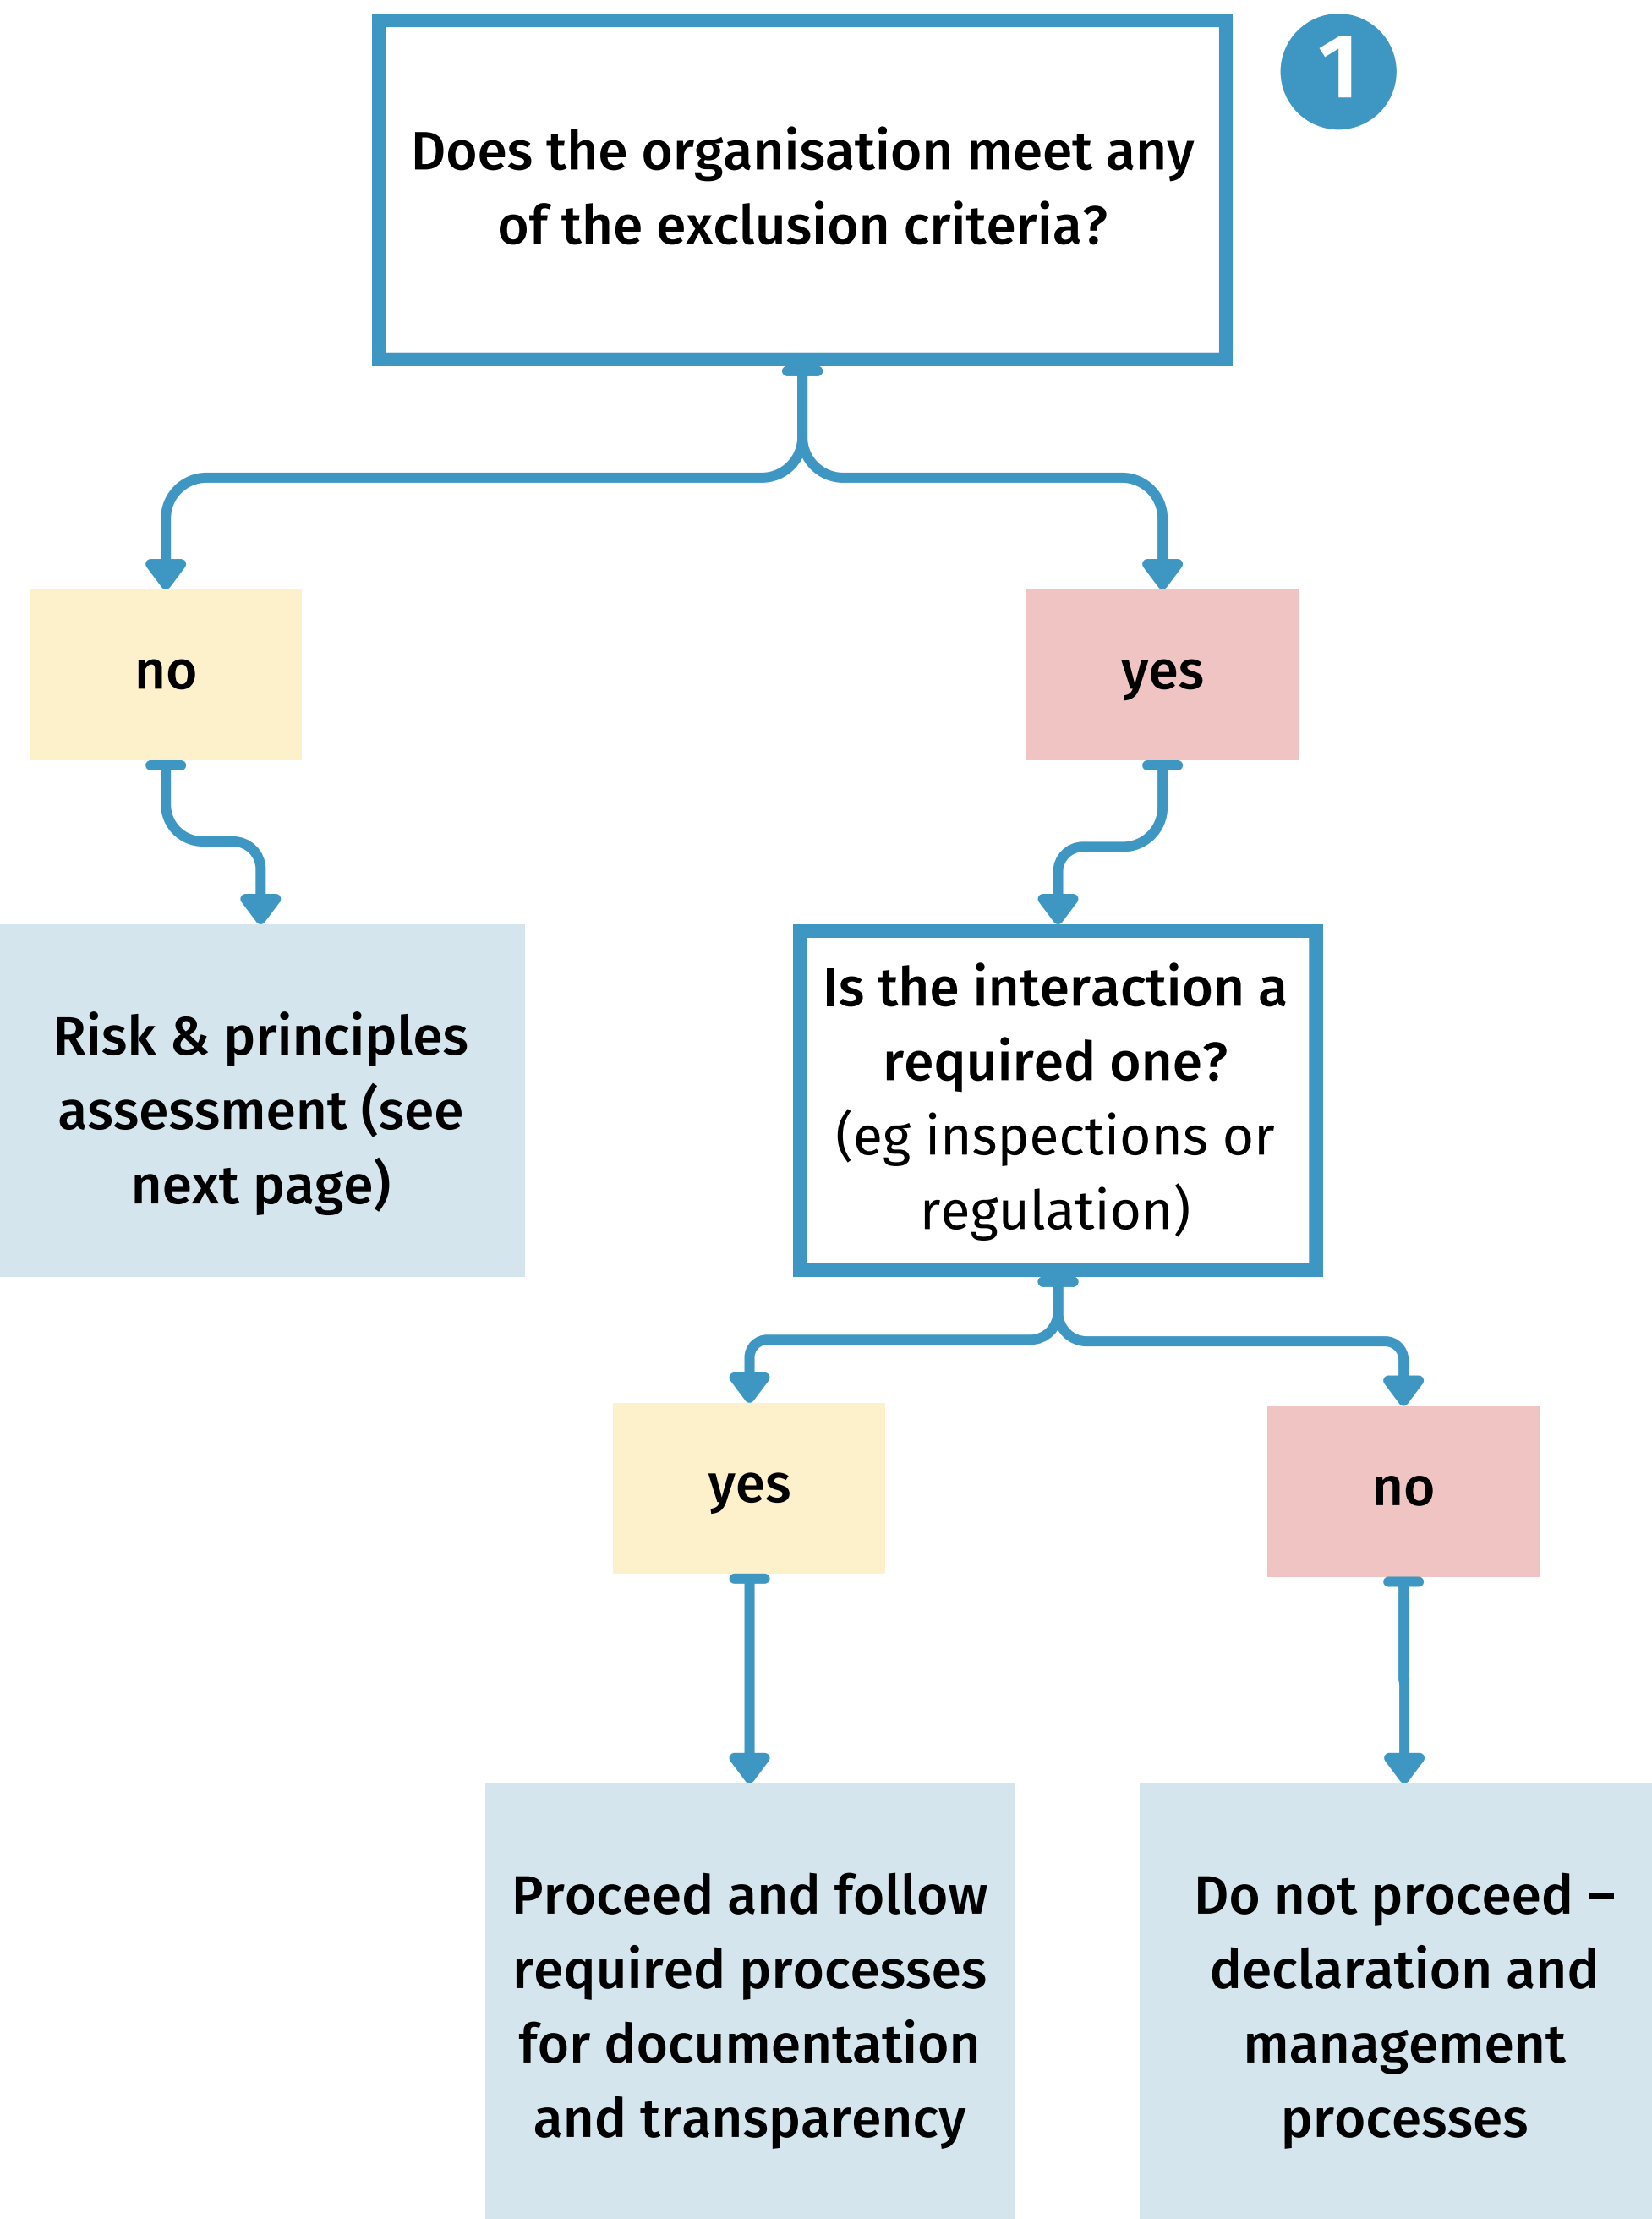 1
Does the organisation meet any
of the exclusion criteria?
no
yes
Risk & principles
assessment (see
next page)
Is the interaction a
required one?
(eg inspections or
regulation)
yes
no
Proceed and follow
required processes
for documentation
and transparency
Do not proceed –
declaration and
management
processes